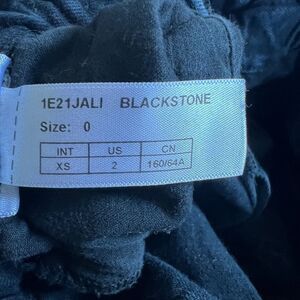 1E21JALI BLACKSTONE
Size: 0
INT US CN
XS 2 160/64A